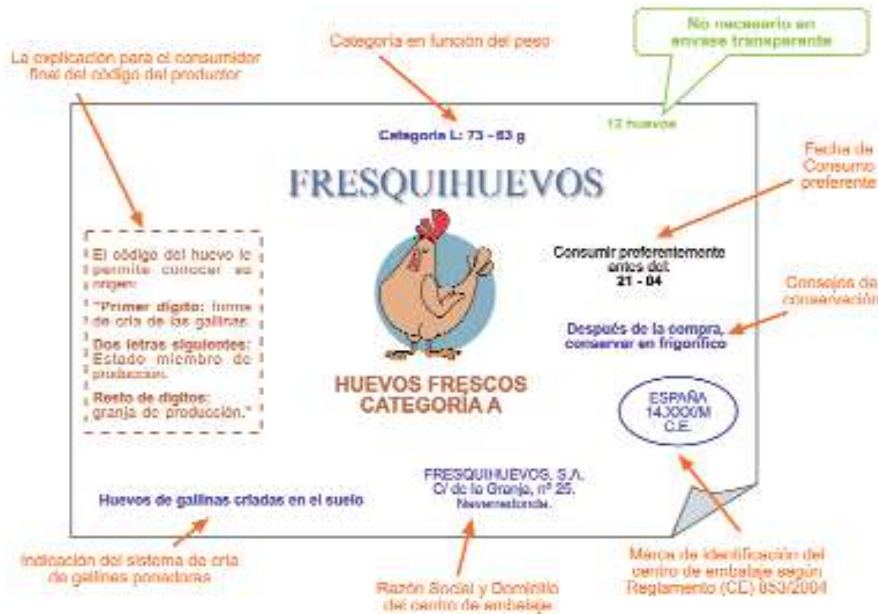 No necesario en
envase transparente
Categoría en función del peso
La explicación para el consumidor
final del código del productor
12 huevos
Categoría L: 73 - 63 g
Fecha de
Consumo
preferente
FRESQUIHUEVOS
El código del huevo le
permite conocer su
origen:
"Primer dígito: forma
de cría de las gallinas.
Dos letras siguientes:
Estado miembro de
producción.
Resto de dígitos:
granja de producción."
Consumir preferentemente
antes del:
21 - 04
Consejos de
conservación
Después de la compra,
conservar en frigorífico
HUEVOS FRESCOS
CATEGORÍA A
ESPAÑA
14.XXX/M
C.E.
FRESQUIHUEVOS, S.A.
C/ de la Granja, nº 25.
Navarredonda.
Huevos de gallinas criadas en el suelo
Indicación del sistema de cría
de gallinas ponedoras
Razón Social y Domicilio
del centro de embalaje
Marca de identificación del
centro de embalaje según
Reglamento (CE) 853/2004